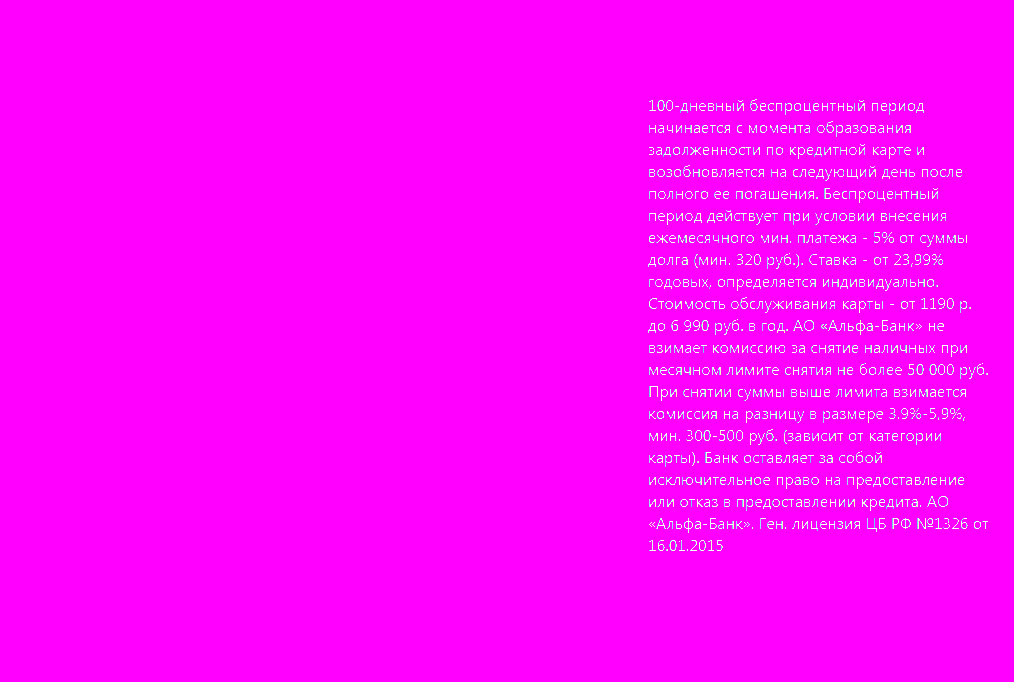 100-дневный беспроцентный период
начинается с момента образования
задолженности по кредитной карте и
возобновляется на следующий день после
полного ее погашения. Беспроцентный
период действует при условии внесения
ежемесячного мин. платежа - 5% от суммы
долга (мин. 320 руб.). Ставка - от 23,99%
годовых, определяется индивидуально.
Стоимость обслуживания карты - от 1190 р.
до 6 990 руб. в год. АО «Альфа-Банк» не
взимает комиссию за снятие наличных при
месячном лимите снятия не более 50 000 руб.
При снятии суммы выше лимита взимается
комиссия на разницу в размере 3,9%-5,9%,
мин. 300-500 руб. (зависит от категории
карты). Банк оставляет за собой
исключительное право на предоставление
или отказ в предоставлении кредита. АО
«Альфа-Банк». Ген. лицензия ЦБ РФ №1326 от
16.01.2015